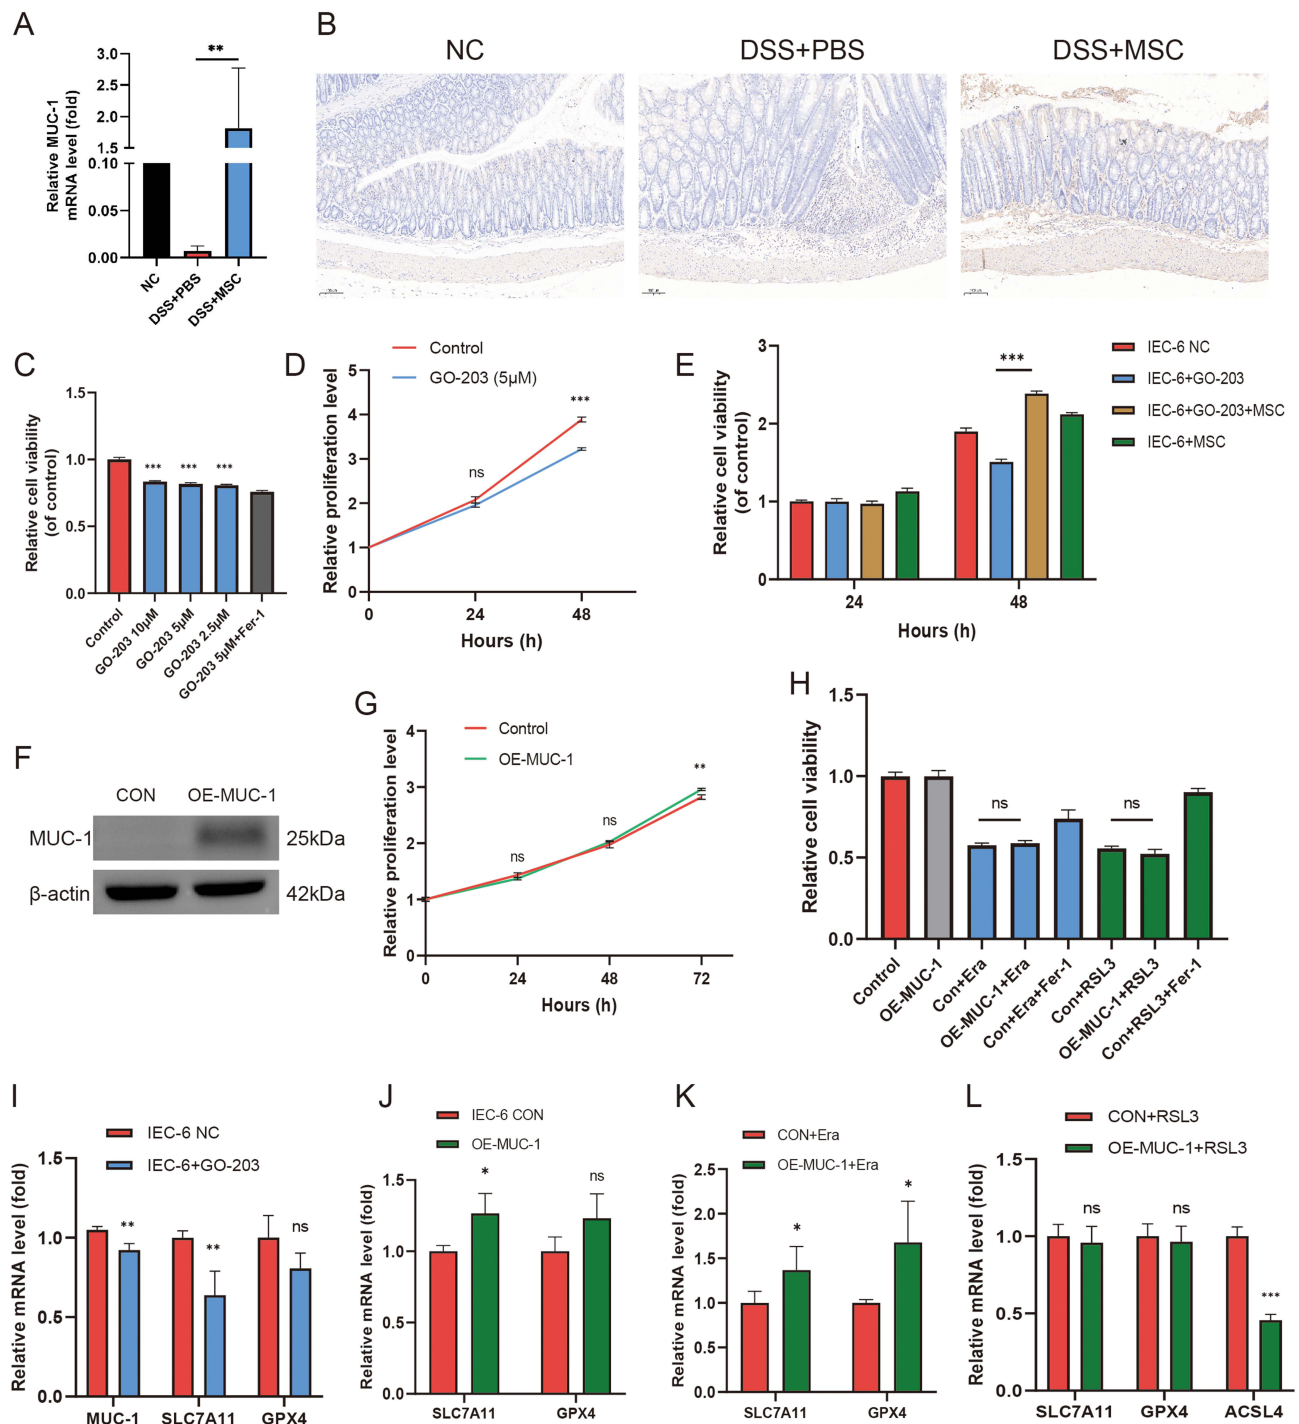 A
Relative MUC-1
mRNA level (fold)
3.0
2.5
2.0
1.5
0.10
0.05
0.00
**
NC
DSS+PBS
DSS+MSC
B
NC
DSS+PBS
DSS+MSC
C
Relative cell viability
(of control)
1.5
1.0
0.5
0.0
***
***
***
Control
GO-203 10μM
GO-203 5μM
GO-203 2.5μM
GO-203 5μM+Fer-1
D
Control
GO-203 (5μM)
Relative proliferation level
5
4
3
2
1
0
ns
***
0
24
48
Hours (h)
E
Relative cell viability
(of control)
3
2
1
0
***
24
48
Hours (h)
IEC-6 NC
IEC-6+GO-203
IEC-6+GO-203+MSC
IEC-6+MSC
F
CON
OE-MUC-1
MUC-1
25kDa
β-actin
42kDa
G
Control
OE-MUC-1
Relative proliferation level
4
3
2
1
0
ns
ns
**
0
24
48
72
Hours (h)
H
Relative cell viability
1.5
1.0
0.5
0.0
ns
ns
Control
OE-MUC-1
Con+Era
OE-MUC-1+Era
Con+Era+Fer-1
Con+RSL3
OE-MUC-1+RSL3
Con+RSL3+Fer-1
I
IEC-6 NC
IEC-6+GO-203
Relative mRNA level (fold)
1.5
1.0
0.5
0.0
**
**
ns
MUC-1
SLC7A11
GPX4
J
IEC-6 CON
OE-MUC-1
Relative mRNA level (fold)
1.5
1.0
0.5
0.0
*
ns
SLC7A11
GPX4
K
CON+Era
OE-MUC-1+Era
Relative mRNA level (fold)
2.5
2.0
1.5
1.0
0.5
0.0
*
*
SLC7A11
GPX4
L
CON+RSL3
OE-MUC-1+RSL3
Relative mRNA level (fold)
1.5
1.0
0.5
0.0
ns
ns
***
SLC7A11
GPX4
ACSL4